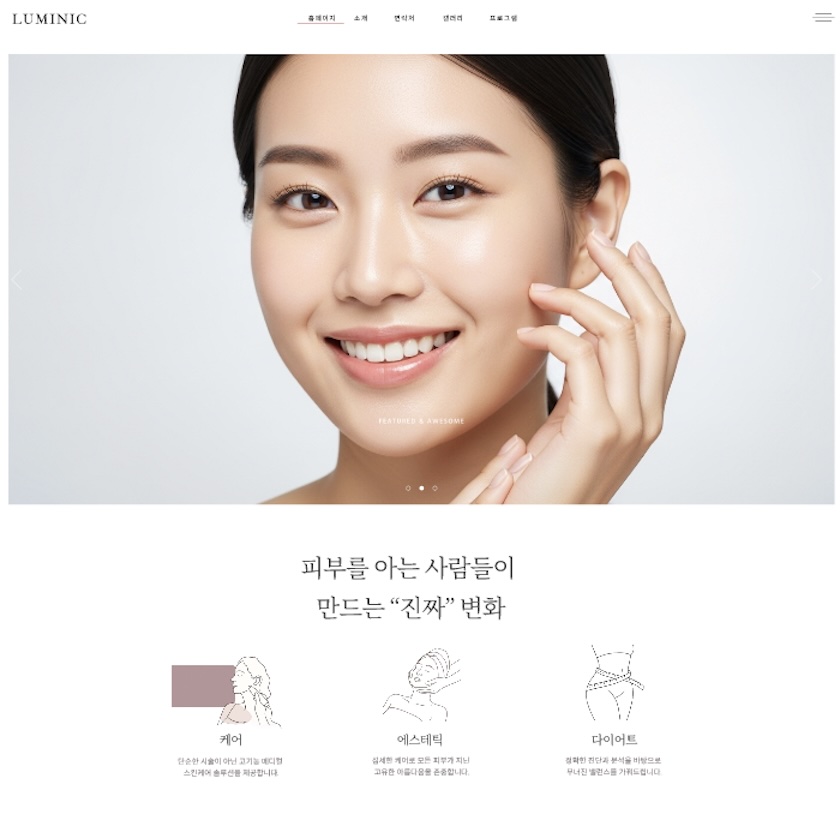 LUMINIC
홈페이지 소개 연락처 갤러리 프로그램
FEATURED & AWESOME
피부를 아는 사람들이
만드는 “진짜” 변화
케어
단순한 시술이 아닌 고기능 메디컬
스킨케어 솔루션을 제공합니다.
에스테틱
섬세한 케어로 모든 피부가 지닌
고유한 아름다움을 존중합니다.
다이어트
정확한 진단과 분석을 바탕으로
무너진 밸런스를 가꿔드립니다.